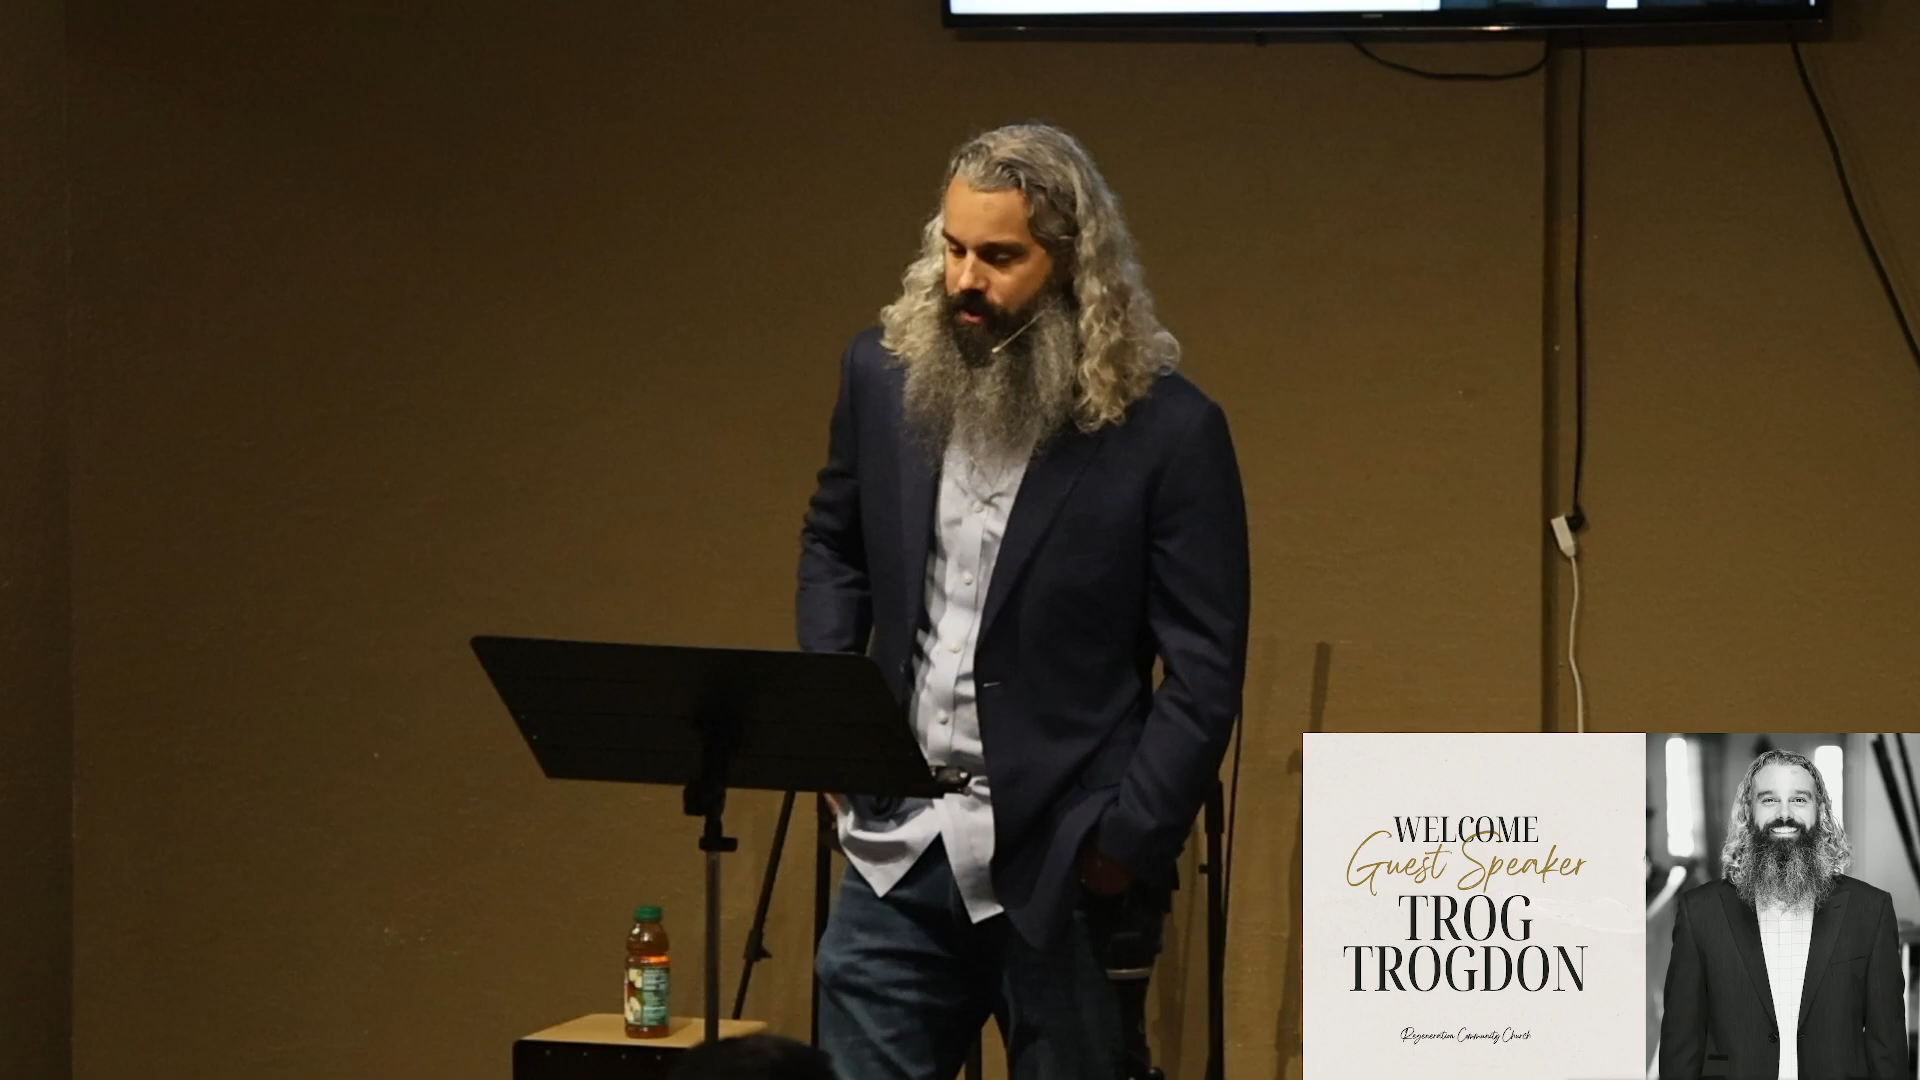 WELCOME
Guest Speaker
TROG
TROGDON
Regeneration Community Church